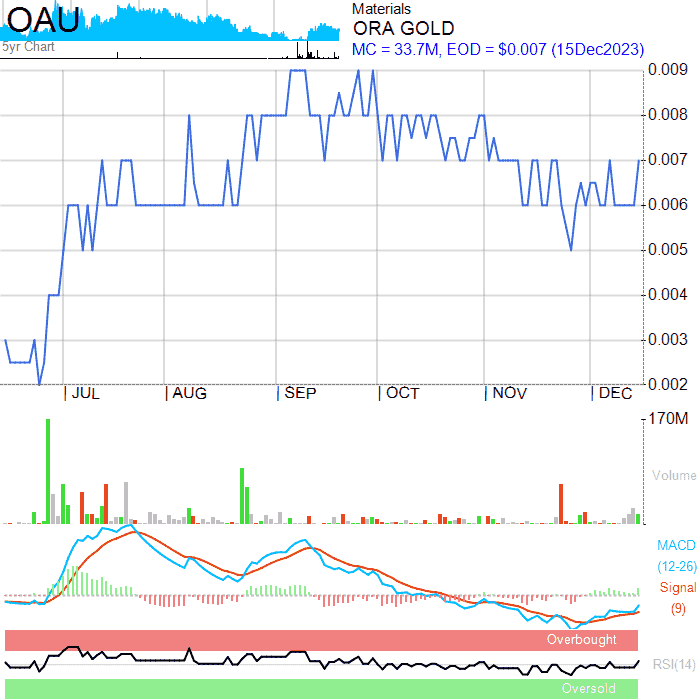 OAU
5yr Chart
Materials
ORA GOLD
MC = 33.7M, EOD = $0.007 (15Dec2023)
0.009
0.008
0.007
0.006
0.005
0.004
0.003
0.002
JUL AUG SEP OCT NOV DEC
170M
Volume
MACD
(12-26)
Signal
(9)
Overbought
RSI(14)
Oversold